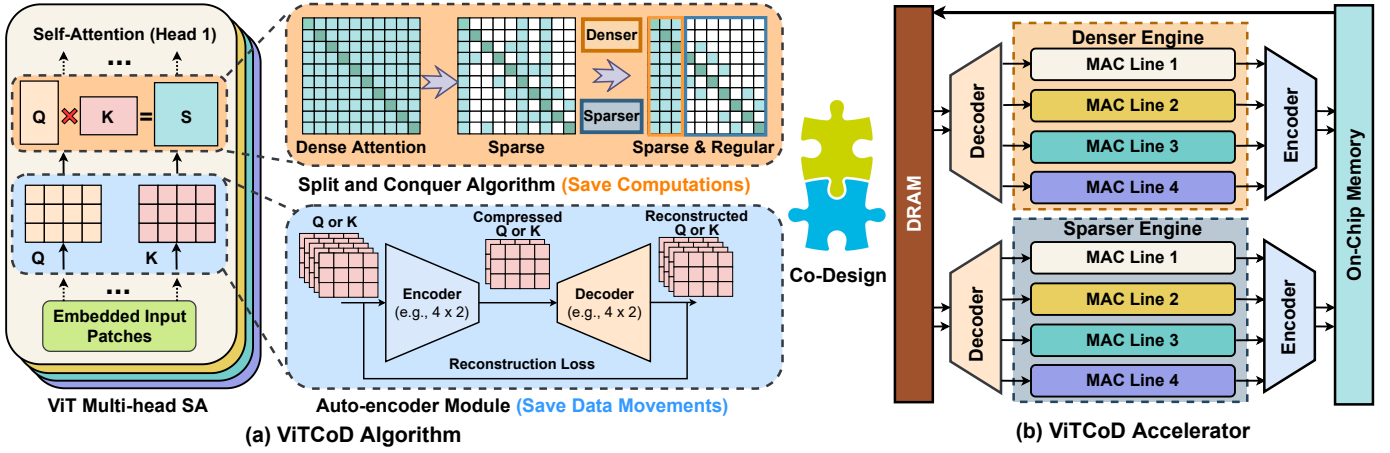 Self-Attention (Head 1)
...
Q
K
=
S
Q
K
...
Embedded Input
Patches
ViT Multi-head SA
Dense Attention
Sparse
Denser
Sparser
Sparse & Regular
Split and Conquer Algorithm (Save Computations)
Q or K
Compressed
Q or K
Reconstructed
Q or K
Encoder
(e.g., 4 x 2)
Decoder
(e.g., 4 x 2)
Reconstruction Loss
Auto-encoder Module (Save Data Movements)
(a) ViTCoD Algorithm
Co-Design
DRAM
Decoder
Denser Engine
MAC Line 1
MAC Line 2
MAC Line 3
MAC Line 4
Encoder
Decoder
Sparser Engine
MAC Line 1
MAC Line 2
MAC Line 3
MAC Line 4
Encoder
On-Chip Memory
(b) ViTCoD Accelerator